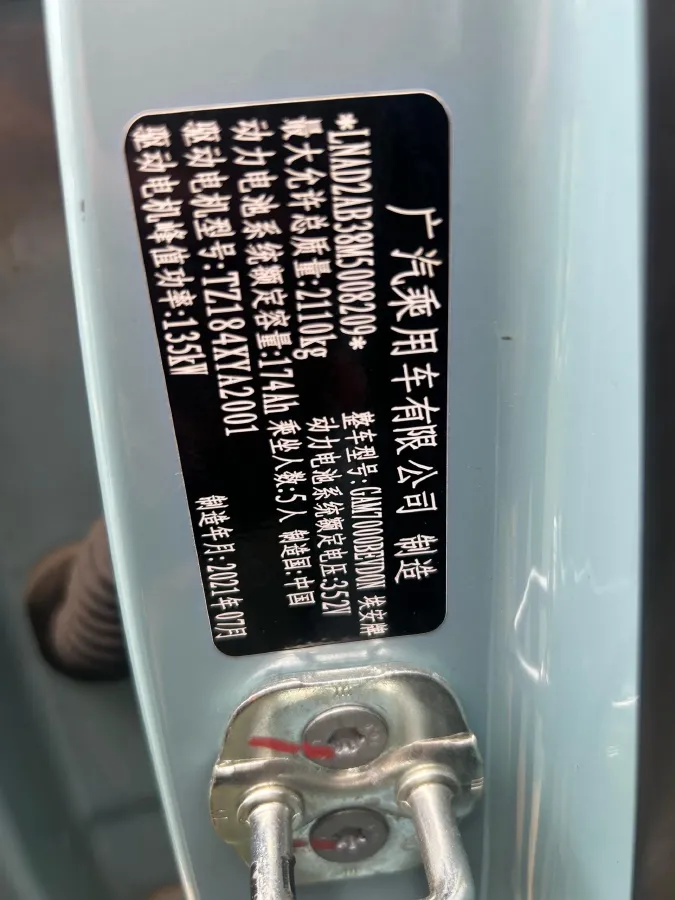 广汽乘用车有限公司 制造
*LNAD2AB38M5008209* 整车型号:GAM7000BEVD0N 埃安牌
最大允许总质量:2110kg 动力电池系统额定电压:352V
动力电池系统额定容量:174Ah 乘坐人数:5人 制造国:中国
驱动电机型号:TZ184XYA2001
驱动电机峰值功率:135kW 制造年月:2021年07月